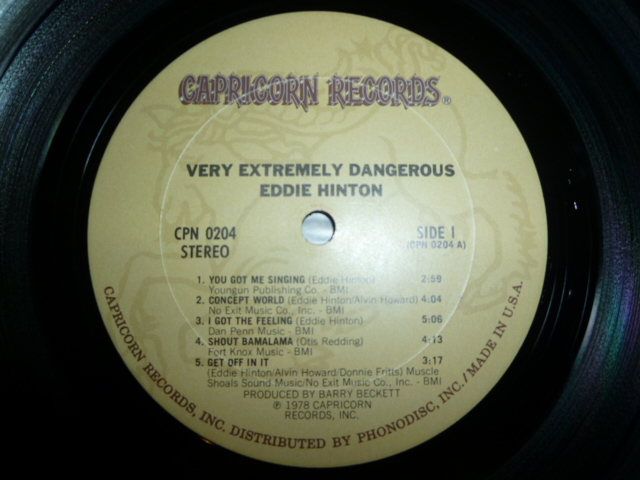 CAPRICORN RECORDS®
VERY EXTREMELY DANGEROUS
EDDIE HINTON
CPN 0204
STEREO
SIDE I
(CPN 0204 A)
1. YOU GOT ME SINGING (Eddie Hinton) 2:59
Youngun Publishing Co. - BMI
2. CONCEPT WORLD (Eddie Hinton/Alvin Howard) 4:04
No Exit Music Co., Inc. - BMI
3. I GOT THE FEELING (Eddie Hinton) 5:06
Dan Penn Music - BMI
4. SHOUT BAMALAMA (Otis Redding) 4:13
Fort Knox Music - BMI
5. GET OFF IN IT 3:17
(Eddie Hinton/Alvin Howard/Donnie Fritts) Muscle
Shoals Sound Music/No Exit Music Co., Inc. - BMI
PRODUCED BY BARRY BECKETT
℗ 1978 CAPRICORN
RECORDS, INC.
CAPRICORN RECORDS, INC. DISTRIBUTED BY PHONODISC, INC./MADE IN U.S.A.